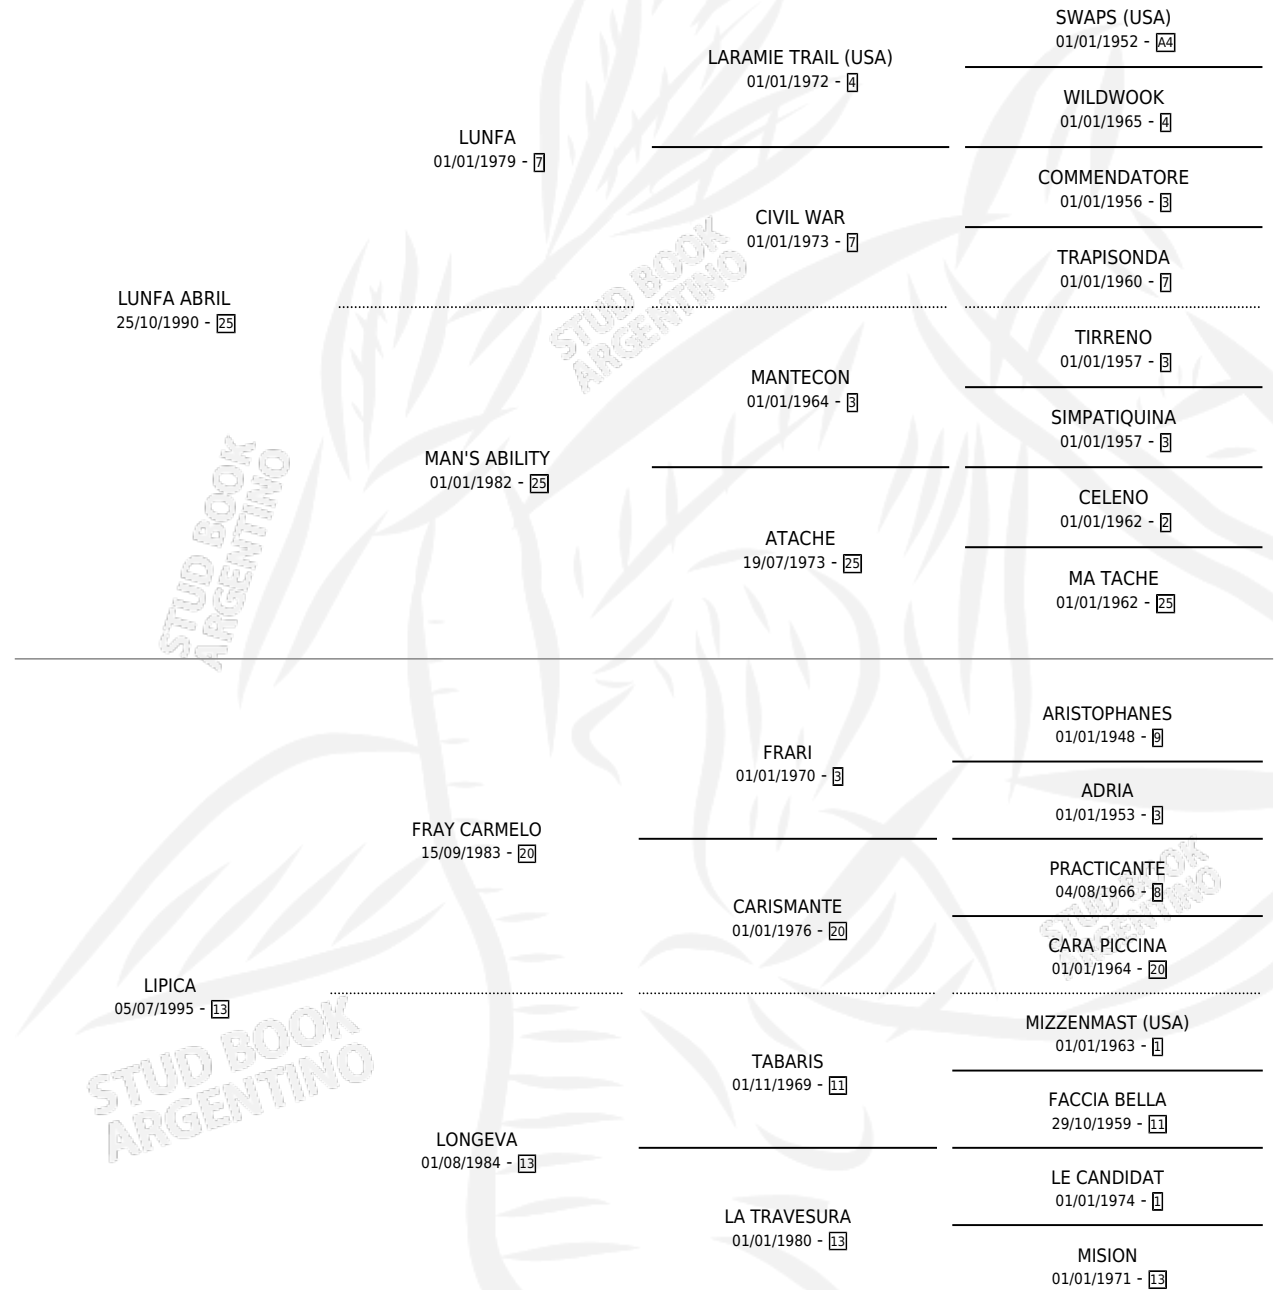 SWAPS (USA)
01/01/1952 - A4
LARAMIE TRAIL (USA)
01/01/1972 - 4
WILDWOOK
01/01/1965 - 4
LUNFA
01/01/1979 - 7
COMMENDATORE
01/01/1956 - 3
CIVIL WAR
01/01/1973 - 7
TRAPISONDA
01/01/1960 - 7
LUNFA ABRIL
25/10/1990 - 25
STUD BOOK
ARGENTINO
TIRRENO
01/01/1957 - 3
MANTECON
01/01/1964 - 3
SIMPATIQUINA
01/01/1957 - 3
MAN'S ABILITY
01/01/1982 - 25
CELENO
01/01/1962 - 2
ATACHE
19/07/1973 - 25
MA TACHE
01/01/1962 - 25
STUD BOOK
ARGENTINO
ARISTOPHANES
01/01/1948 - 9
FRARI
01/01/1970 - 3
ADRIA
01/01/1953 - 3
FRAY CARMELO
15/09/1983 - 20
PRACTICANTE
04/08/1966 - 8
CARISMANTE
01/01/1976 - 20
CARA PICCINA
01/01/1964 - 20
STUD BOOK
ARGENTINO
LIPICA
05/07/1995 - 13
MIZZENMAST (USA)
01/01/1963 - 1
TABARIS
01/11/1969 - 11
FACCIA BELLA
29/10/1959 - 11
STUD BOOK
ARGENTINO
LONGEVA
01/08/1984 - 13
LE CANDIDAT
01/01/1974 - 1
LA TRAVESURA
01/01/1980 - 13
MISION
01/01/1971 - 13